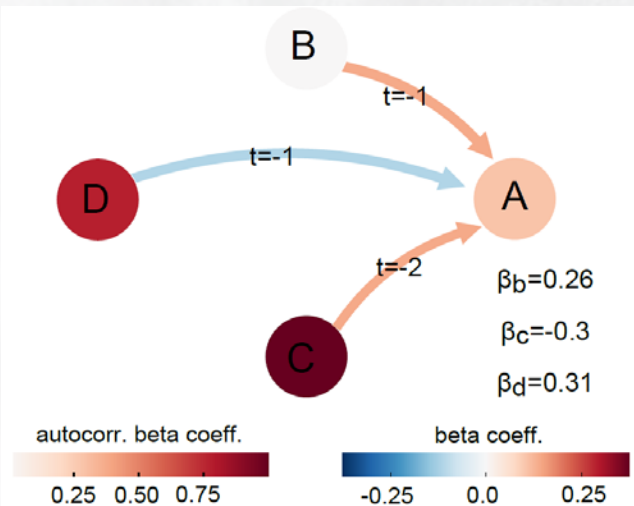 B
t=-1
t=-1
D
A
t=-2
C
βb=0.26
βc=-0.3
βd=0.31
autocorr. beta coeff.
beta coeff.
0.25 0.50 0.75
-0.25 0.0 0.25